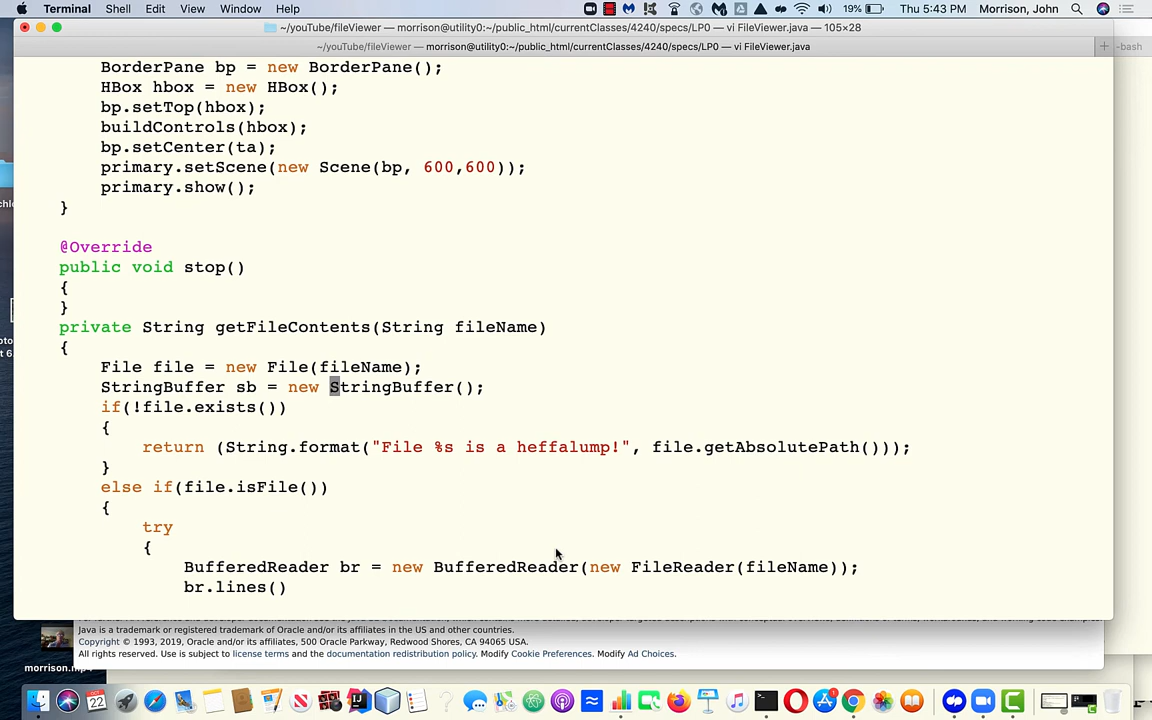 Terminal Shell Edit View Window Help 19% Thu 5:43 PM Morrison, John
~/youTube/fileViewer — morrison@utility0:~/public_html/currentClasses/4240/specs/LP0 — vi FileViewer.java — 105×28
~/youTube/fileViewer — morrison@utility0:~/public_html/currentClasses/4240/specs/LP0 — vi FileViewer.java + -bash
BorderPane bp = new BorderPane();
HBox hbox = new HBox();
bp.setTop(hbox);
buildControls(hbox);
bp.setCenter(ta);
primary.setScene(new Scene(bp, 600,600));
primary.show();
}
@Override
public void stop()
{
}
private String getFileContents(String fileName)
{
File file = new File(fileName);
StringBuffer sb = new StringBuffer();
if(!file.exists())
{
return (String.format("File %s is a heffalump!", file.getAbsolutePath()));
}
else if(file.isFile())
{
try
{
BufferedReader br = new BufferedReader(new FileReader(fileName));
br.lines()
Java is a trademark or registered trademark of Oracle and/or its affiliates in the US and other countries.
Copyright © 1993, 2019, Oracle and/or its affiliates, 500 Oracle Parkway, Redwood Shores, CA 94065 USA.
All rights reserved. Use is subject to license terms and the documentation redistribution policy. Modify Cookie Preferences. Modify Ad Choices.
morrison.mp4
OCT
22